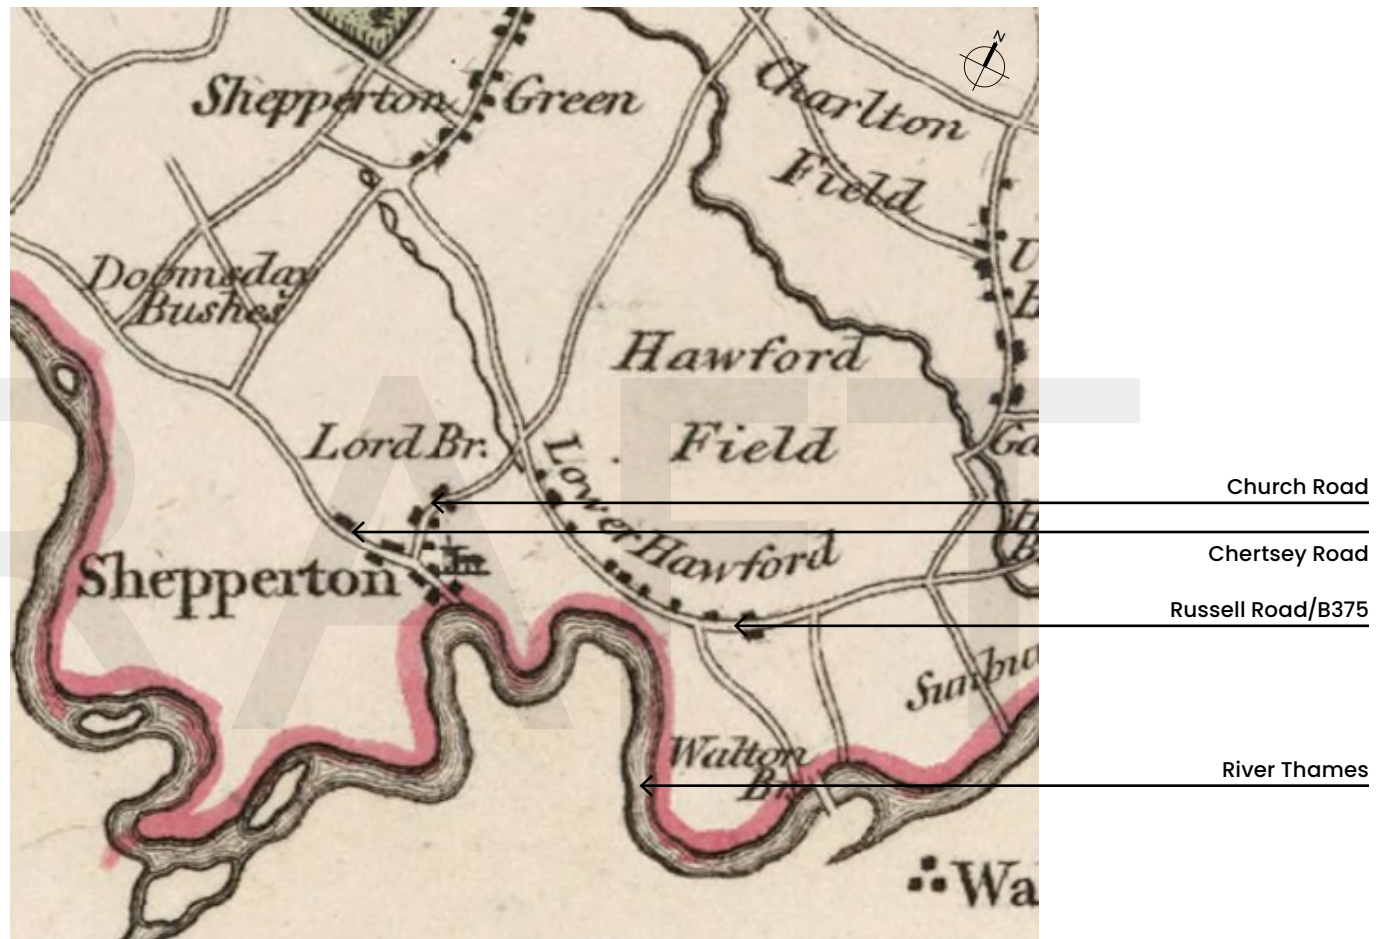 N
Shepperton Green
Charlton
Field
Doomsday
Bushes
Hawford
Field
Lord Br.
Lower Hawford
Shepperton
Church Road
Chertsey Road
Russell Road/B375
Walton
Br.
River Thames
Wa
RAFT